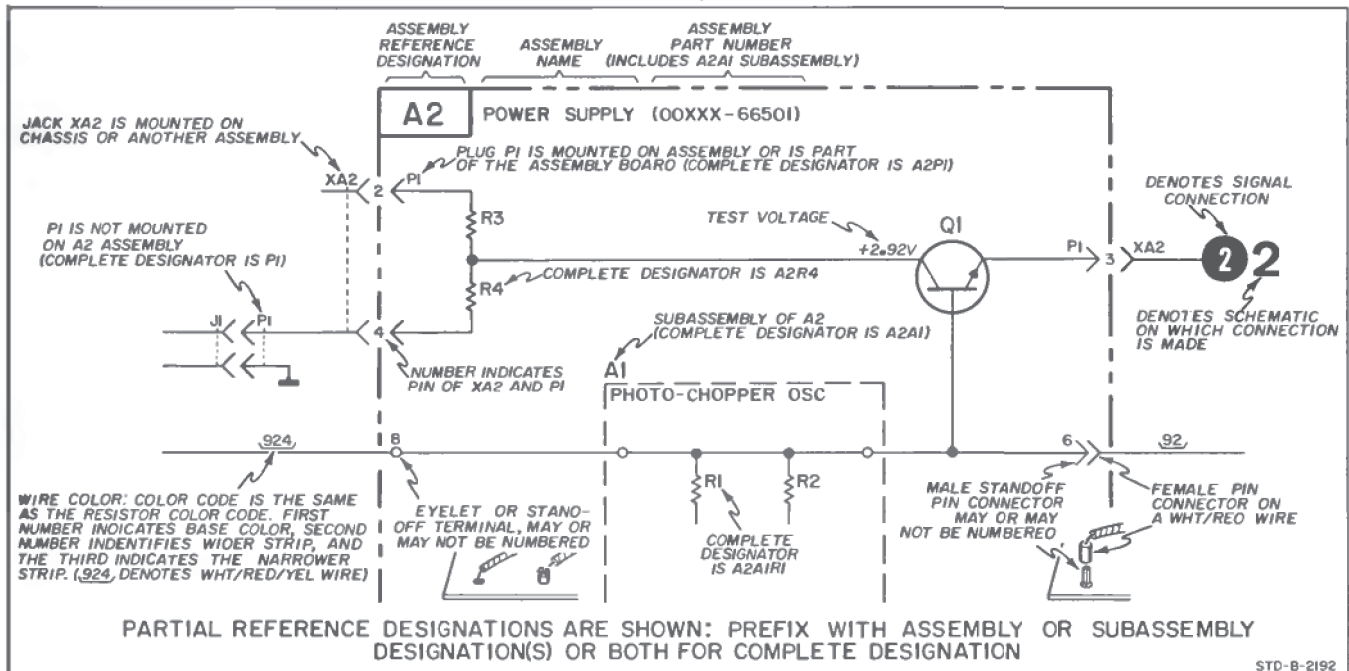 ASSEMBLY
REFERENCE
DESIGNATION
ASSEMBLY
NAME
ASSEMBLY
PART NUMBER
(INCLUDES A2A1 SUBASSEMBLY)
A2
POWER SUPPLY (00XXX-66501)
JACK XA2 IS MOUNTED ON
CHASSIS OR ANOTHER ASSEMBLY
PLUG P1 IS MOUNTED ON ASSEMBLY OR IS PART
OF THE ASSEMBLY BOARD (COMPLETE DESIGNATOR IS A2P1)
XA2
2
P1
R3
P1 IS NOT MOUNTED
ON A2 ASSEMBLY
(COMPLETE DESIGNATOR IS P1)
TEST VOLTAGE
+2.92V
Q1
P1
3
XA2
DENOTES SIGNAL
CONNECTION
2
2
R4
COMPLETE DESIGNATOR IS A2R4
J1
P1
4
SUBASSEMBLY OF A2
(COMPLETE DESIGNATOR IS A2A1)
DENOTES SCHEMATIC
ON WHICH CONNECTION
IS MADE
NUMBER INDICATES
PIN OF XA2 AND P1
A1
PHOTO-CHOPPER OSC
924
8
6
92
R1
R2
WIRE COLOR: COLOR CODE IS THE SAME
AS THE RESISTOR COLOR CODE. FIRST
NUMBER INDICATES BASE COLOR, SECOND
NUMBER INDENTIFIES WIDER STRIP, AND
THE THIRD INDICATES THE NARROWER
STRIP. (924 DENOTES WHT/RED/YEL WIRE)
EYELET OR STAND-
OFF TERMINAL, MAY OR
MAY NOT BE NUMBERED
COMPLETE
DESIGNATOR
IS A2A1R1
MALE STANDOFF
PIN CONNECTOR
MAY OR MAY
NOT BE NUMBERED
FEMALE PIN
CONNECTOR ON
A WHT/RED WIRE
PARTIAL REFERENCE DESIGNATIONS ARE SHOWN: PREFIX WITH ASSEMBLY OR SUBASSEMBLY
DESIGNATION(S) OR BOTH FOR COMPLETE DESIGNATION
STD-B-2192